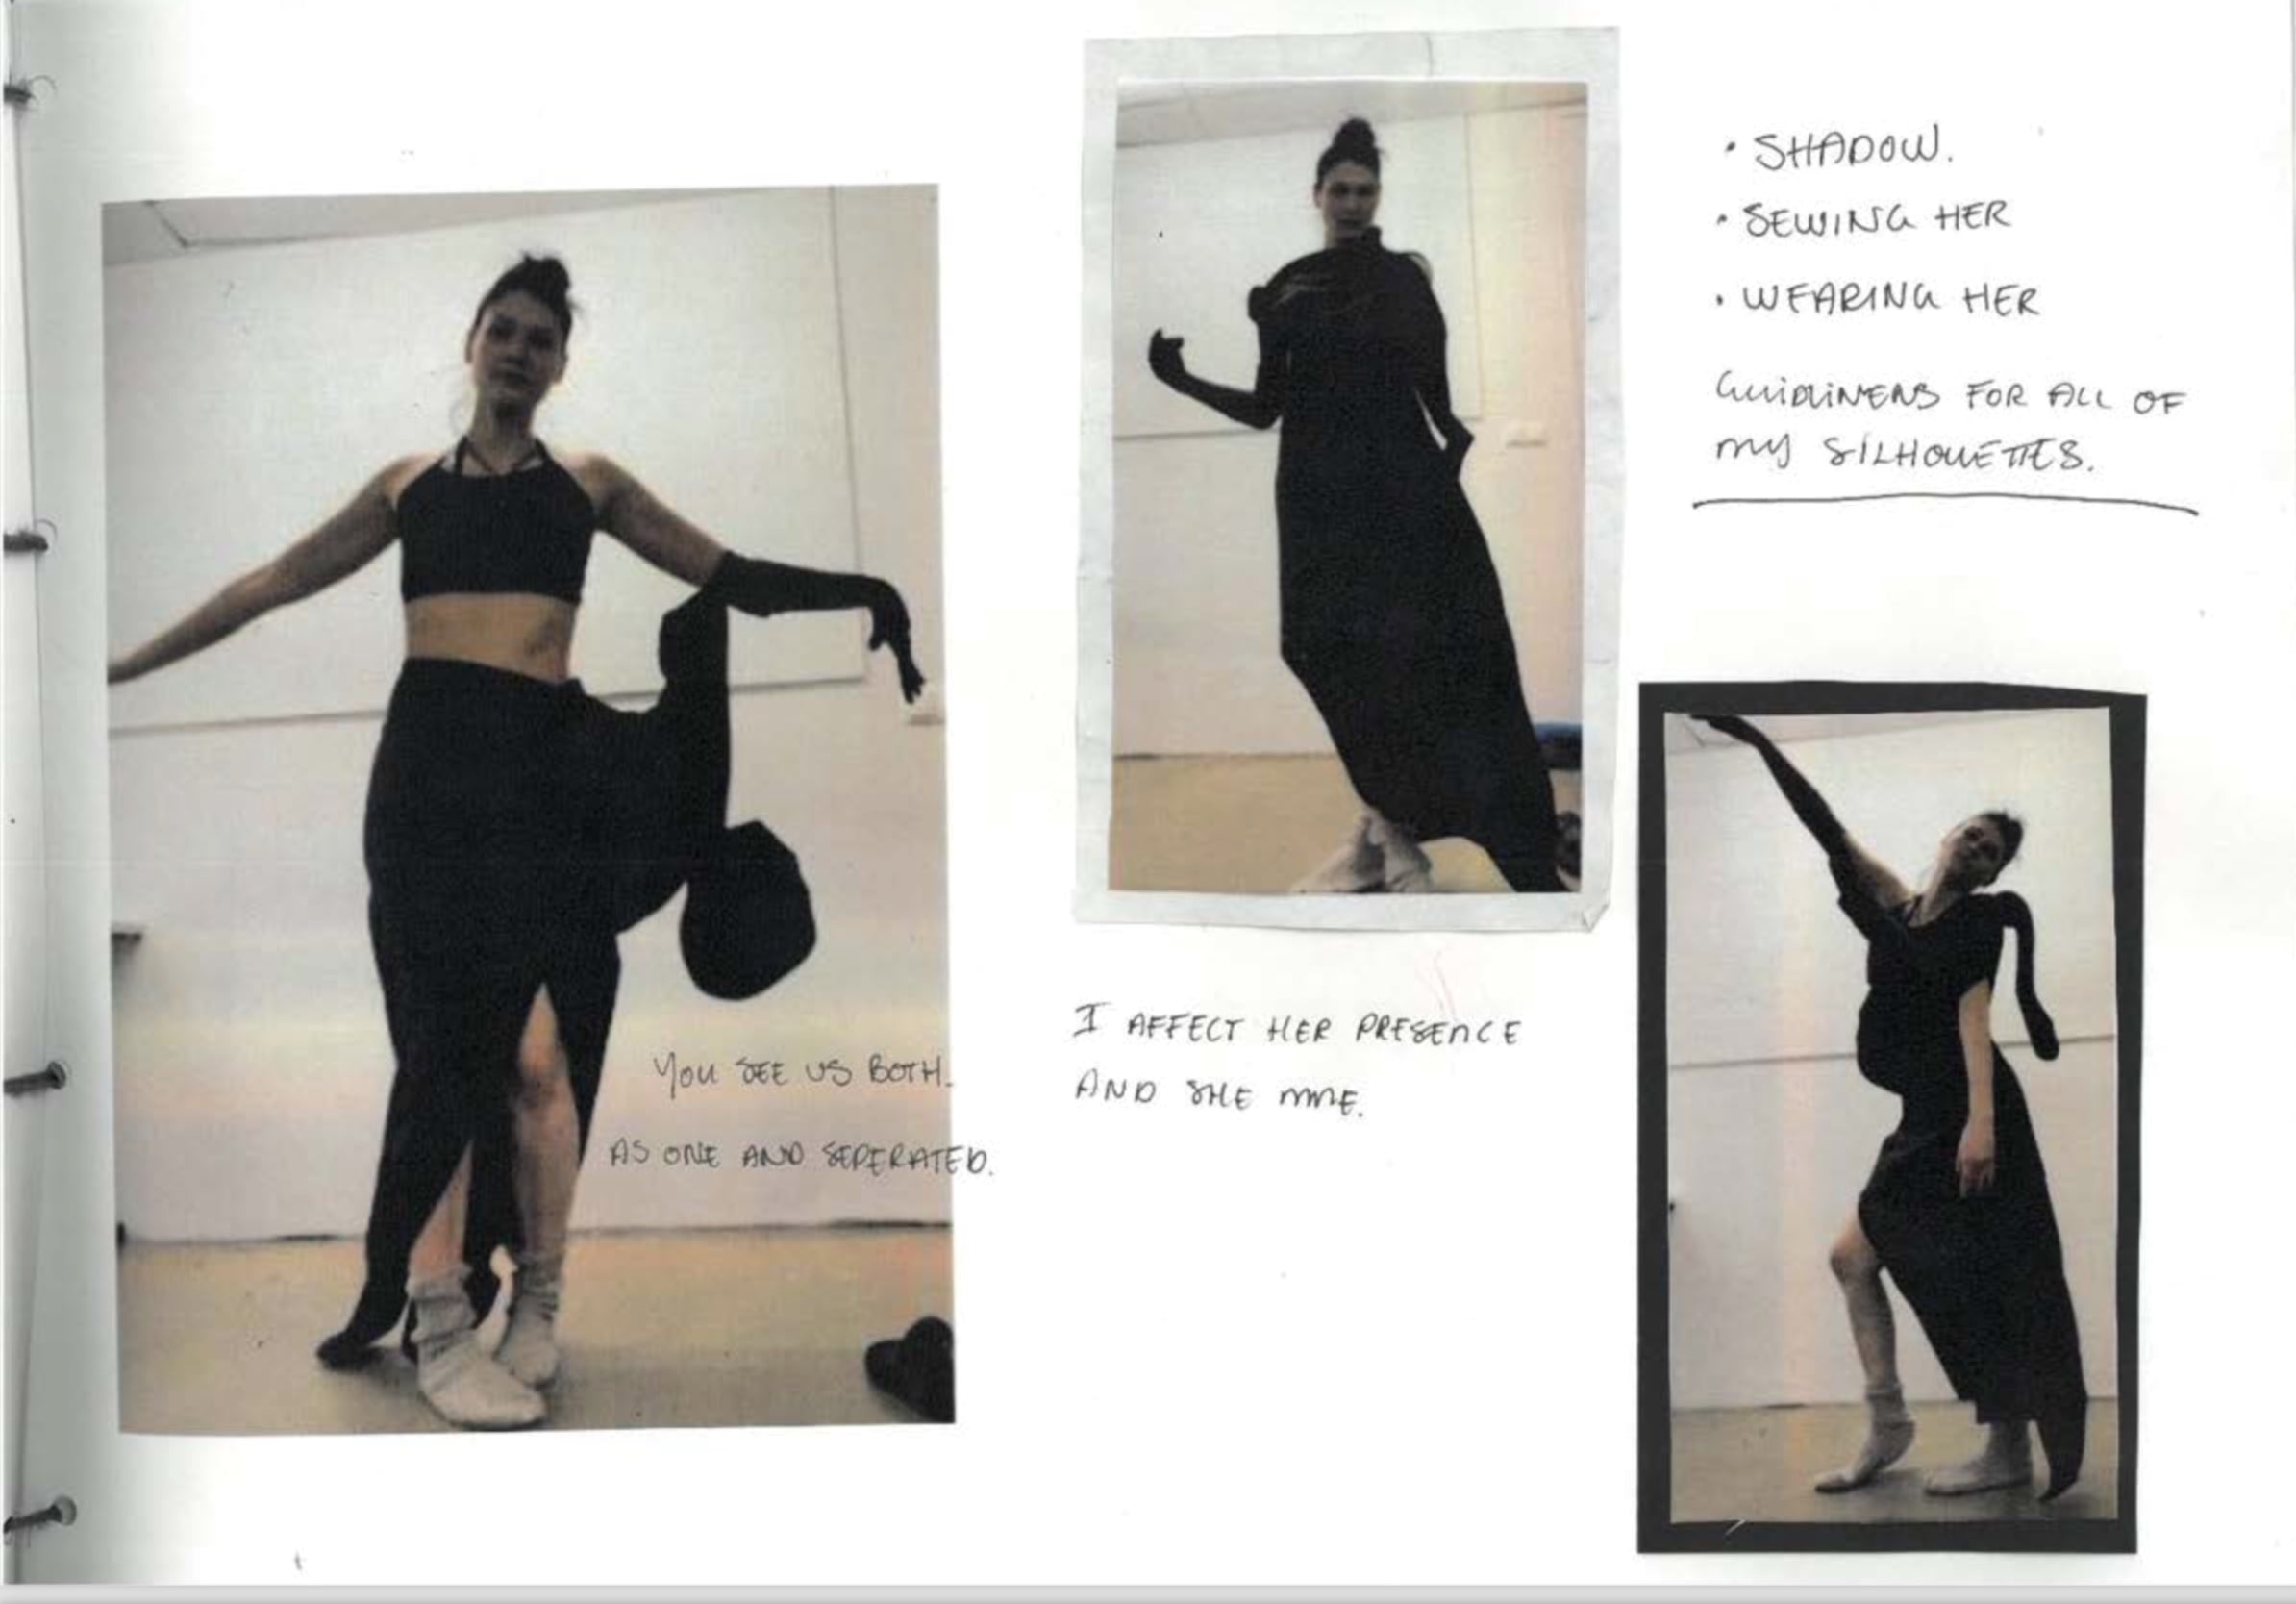 • SHADOW.
• SEWING HER
• WEARING HER
GUIDLINENS FOR ALL OF
MY SILHOUETTES.
YOU SEE US BOTH.
AS ONE AND SEPERATED.
I AFFECT HER PRESENCE
AND SHE MINE.